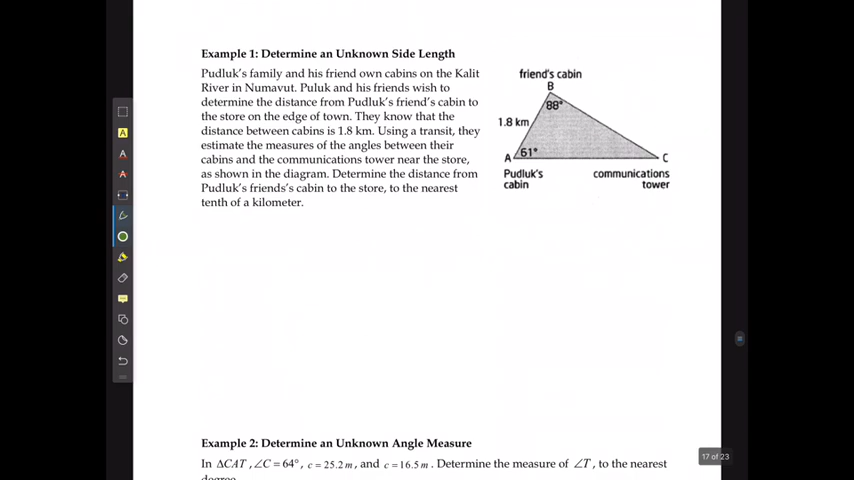 Example 1: Determine an Unknown Side Length
Pudluk's family and his friend own cabins on the Kalit
River in Numavut. Puluk and his friends wish to
determine the distance from Pudluk's friend's cabin to
the store on the edge of town. They know that the
distance between cabins is 1.8 km. Using a transit, they
estimate the measures of the angles between their
cabins and the communications tower near the store,
as shown in the diagram. Determine the distance from
Pudluk's friends's cabin to the store, to the nearest
tenth of a kilometer.
friend's cabin
B
88°
1.8 km
A
61°
C
Pudluk's
cabin
communications
tower
Example 2: Determine an Unknown Angle Measure
In ΔCAT, ∠C = 64°, c = 25.2 m, and c = 16.5 m. Determine the measure of ∠T, to the nearest
degree.
17 of 23
A
A
A